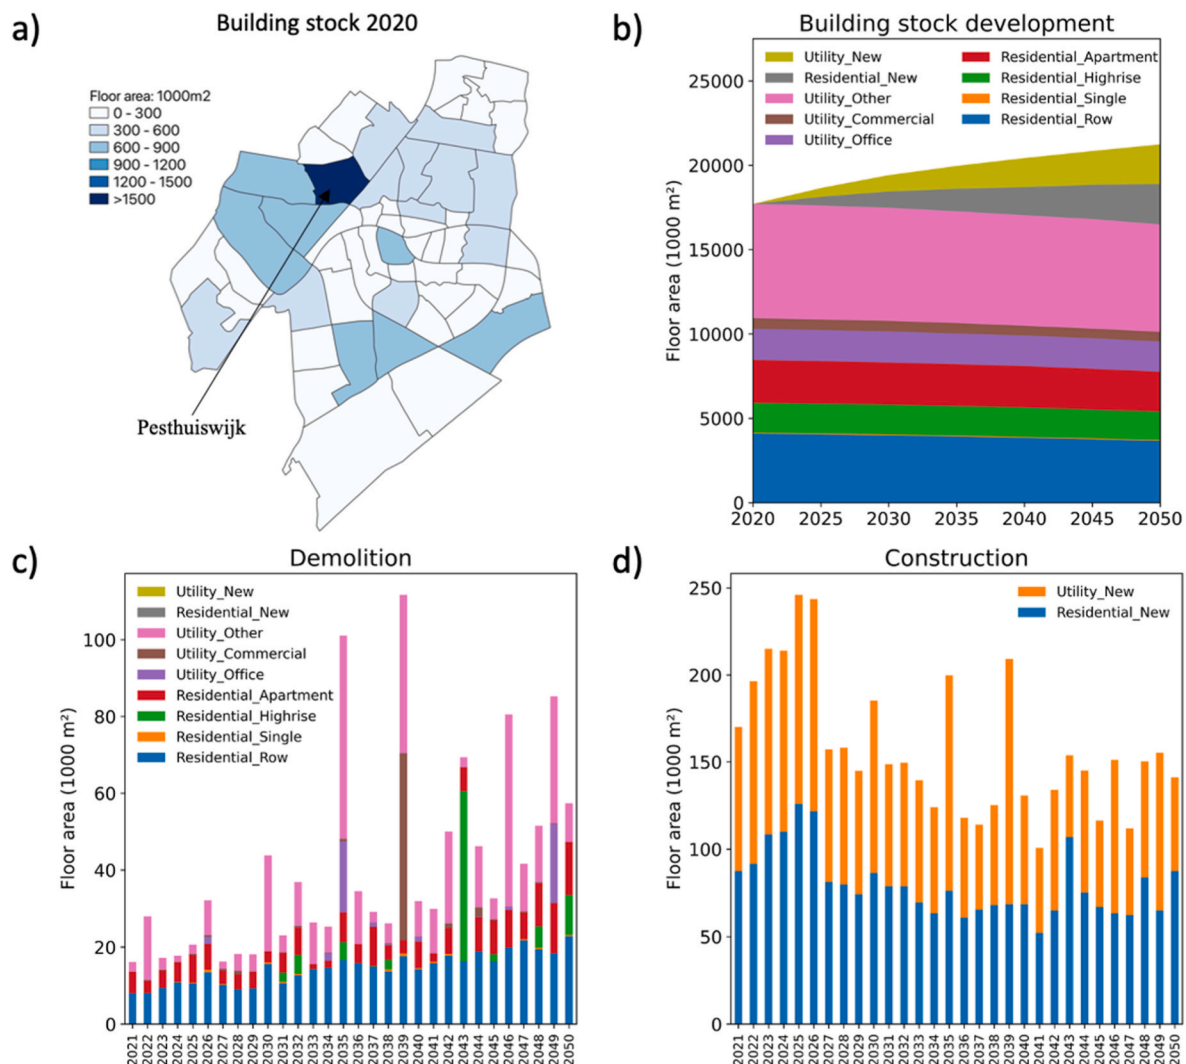 a)
Building stock 2020
Floor area: 1000m2
0 - 300
300 - 600
600 - 900
900 - 1200
1200 - 1500
>1500
Pesthuiswijk
b)
Building stock development
Utility_New
Residential_New
Utility_Other
Utility_Commercial
Utility_Office
Residential_Apartment
Residential_Highrise
Residential_Single
Residential_Row
Floor area (1000 m²)
25000
20000
15000
10000
5000
0
2020 2025 2030 2035 2040 2045 2050
c)
Demolition
Utility_New
Residential_New
Utility_Other
Utility_Commercial
Utility_Office
Residential_Apartment
Residential_Highrise
Residential_Single
Residential_Row
Floor area (1000 m²)
100
80
60
40
20
0
2021 2022 2023 2024 2025 2026 2027 2028 2029 2030 2031 2032 2033 2034 2035 2036 2037 2038 2039 2040 2041 2042 2043 2044 2045 2046 2047 2048 2049 2050
d)
Construction
Utility_New
Residential_New
Floor area (1000 m²)
250
200
150
100
50
0
2021 2022 2023 2024 2025 2026 2027 2028 2029 2030 2031 2032 2033 2034 2035 2036 2037 2038 2039 2040 2041 2042 2043 2044 2045 2046 2047 2048 2049 2050